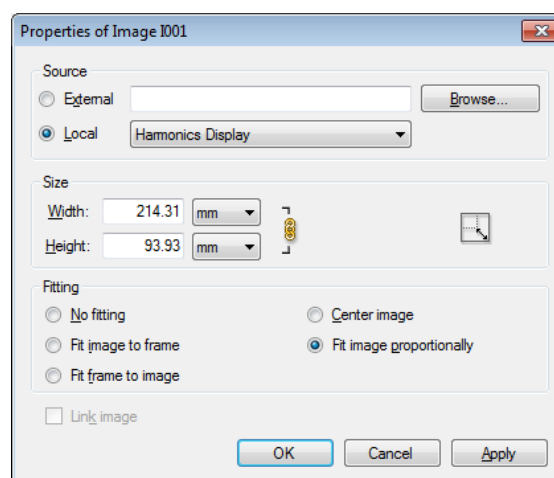 Properties of Image I001
Source
External
Browse...
Local
Harmonics Display
Size
Width: 214.31 mm
Height: 93.93 mm
Fitting
No fitting
Center image
Fit image to frame
Fit image proportionally
Fit frame to image
Link image
OK Cancel Apply